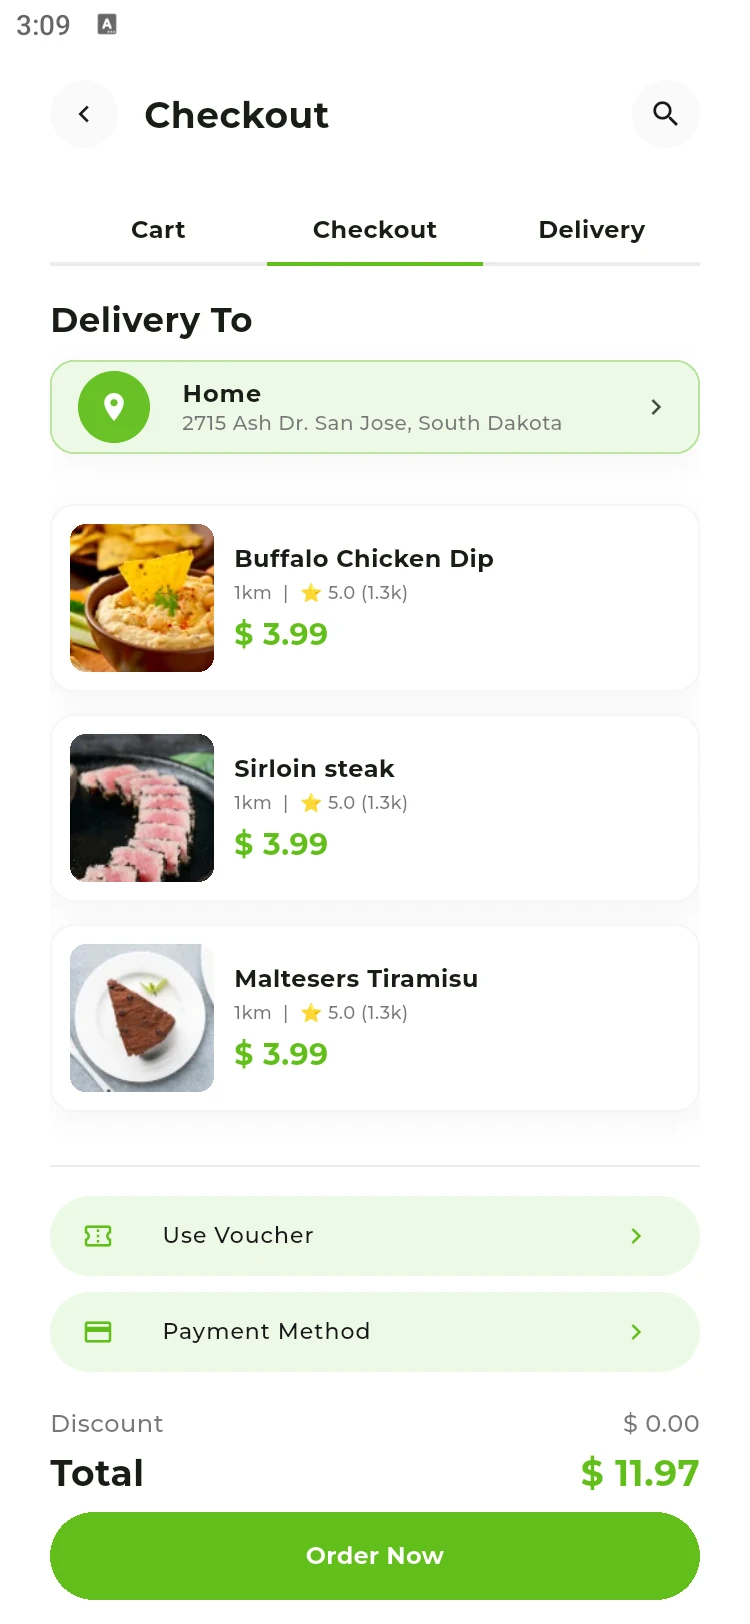 3:09
Checkout
Cart Checkout Delivery
Delivery To
Home
2715 Ash Dr. San Jose, South Dakota
Buffalo Chicken Dip
1km | ⭐ 5.0 (1.3k)
$ 3.99
Sirloin steak
1km | ⭐ 5.0 (1.3k)
$ 3.99
Maltesers Tiramisu
1km | ⭐ 5.0 (1.3k)
$ 3.99
Use Voucher
Payment Method
Discount $ 0.00
Total $ 11.97
Order Now